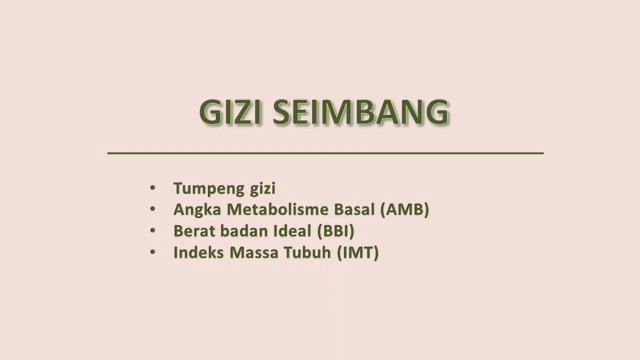 GIZI SEIMBANG
• Tumpeng gizi
• Angka Metabolisme Basal (AMB)
• Berat badan Ideal (BBI)
• Indeks Massa Tubuh (IMT)